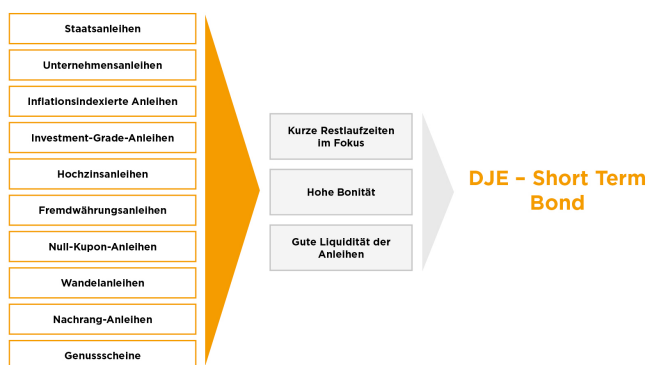 Staatsanleihen
Unternehmensanleihen
Inflationsindexierte Anleihen
Investment-Grade-Anleihen
Hochzinsanleihen
Fremdwährungsanleihen
Null-Kupon-Anleihen
Wandelanleihen
Nachrang-Anleihen
Genussscheine
Kurze Restlaufzeiten
im Fokus
Hohe Bonität
Gute Liquidität der
Anleihen
DJE – Short Term
Bond